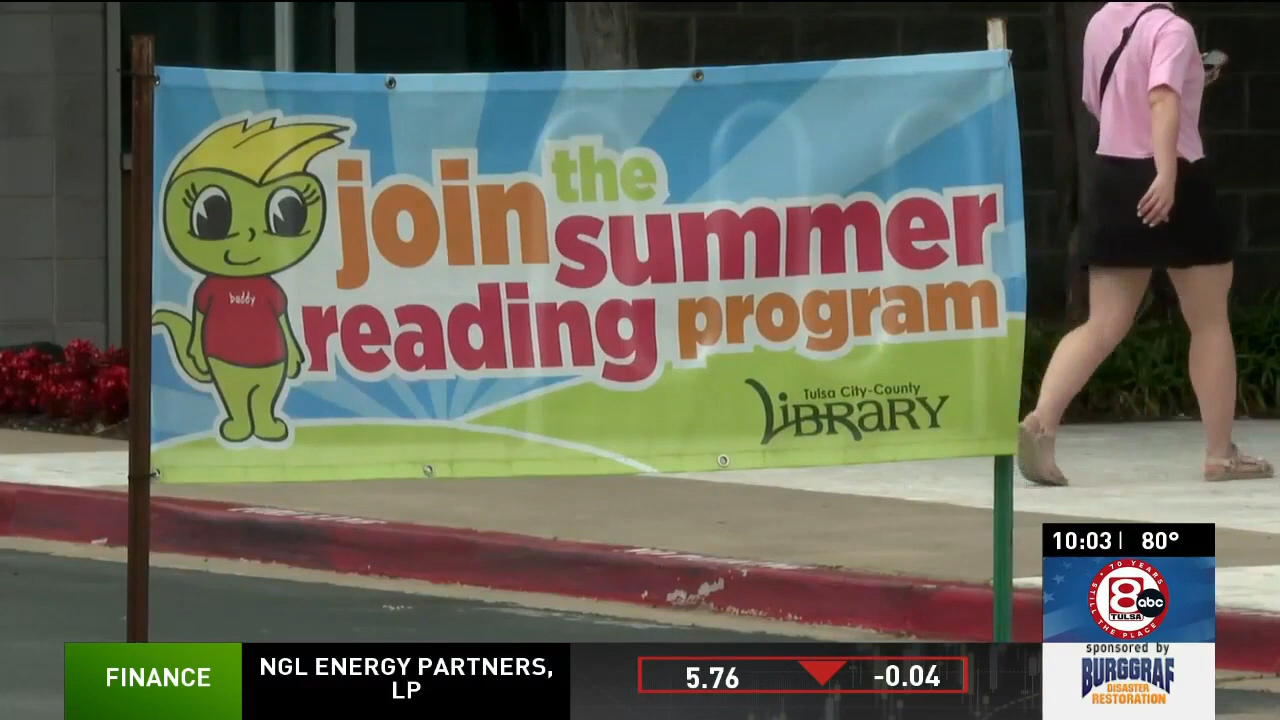 join the
summer
reading program
buddy
Tulsa City-County
LIBRARY
10:03 | 80°
70 YEARS
8 abc
TULSA
STILL THE PLACE
sponsored by
BURGGRAF
DISASTER
RESTORATION
FINANCE
NGL ENERGY PARTNERS,
LP
5.76 -0.04